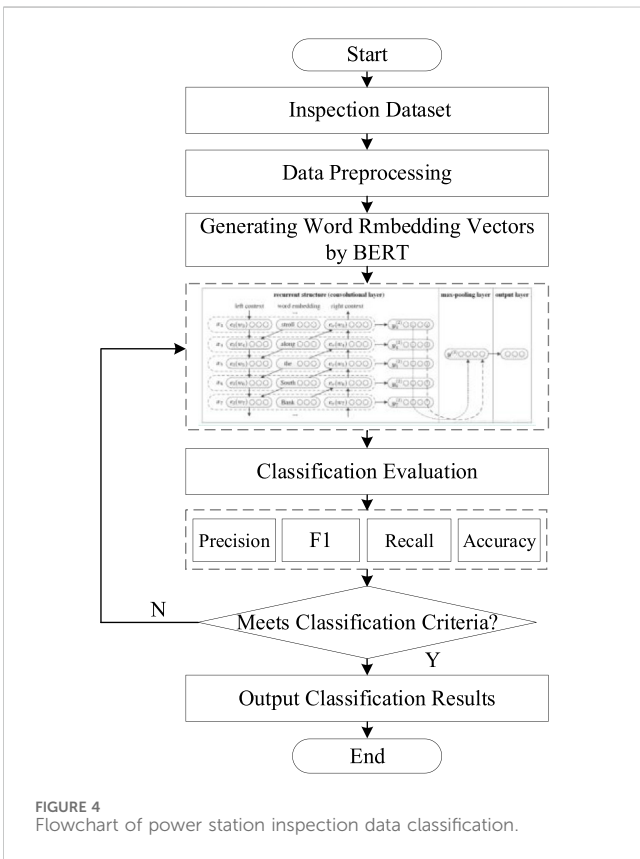 Start
Inspection Dataset
Data Preprocessing
Generating Word Rmbedding Vectors
by BERT
recurrent structure (convolutional layer)
max-pooling layer
output layer
left context
word embedding
right context
...
stroll
along
the
South
Bank
...
Classification Evaluation
Precision
F1
Recall
Accuracy
N
Meets Classification Criteria?
Y
Output Classification Results
End
FIGURE 4
Flowchart of power station inspection data classification.